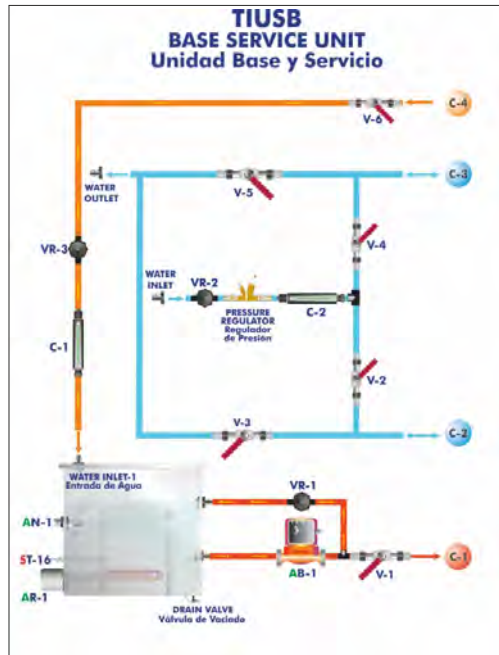 TIUSB
BASE SERVICE UNIT
Unidad Base y Servicio
C-4
V-6
C-3
WATER
OUTLET
V-5
V-4
VR-3
WATER
INLET
VR-2
PRESSURE
REGULATOR
Regulador
de Presión
C-2
C-1
V-2
V-3
C-2
WATER INLET-1
Entrada de Agua
VR-1
AN-1
ST-16
AB-1
V-1
C-1
AR-1
DRAIN VALVE
Válvula de Vaciado